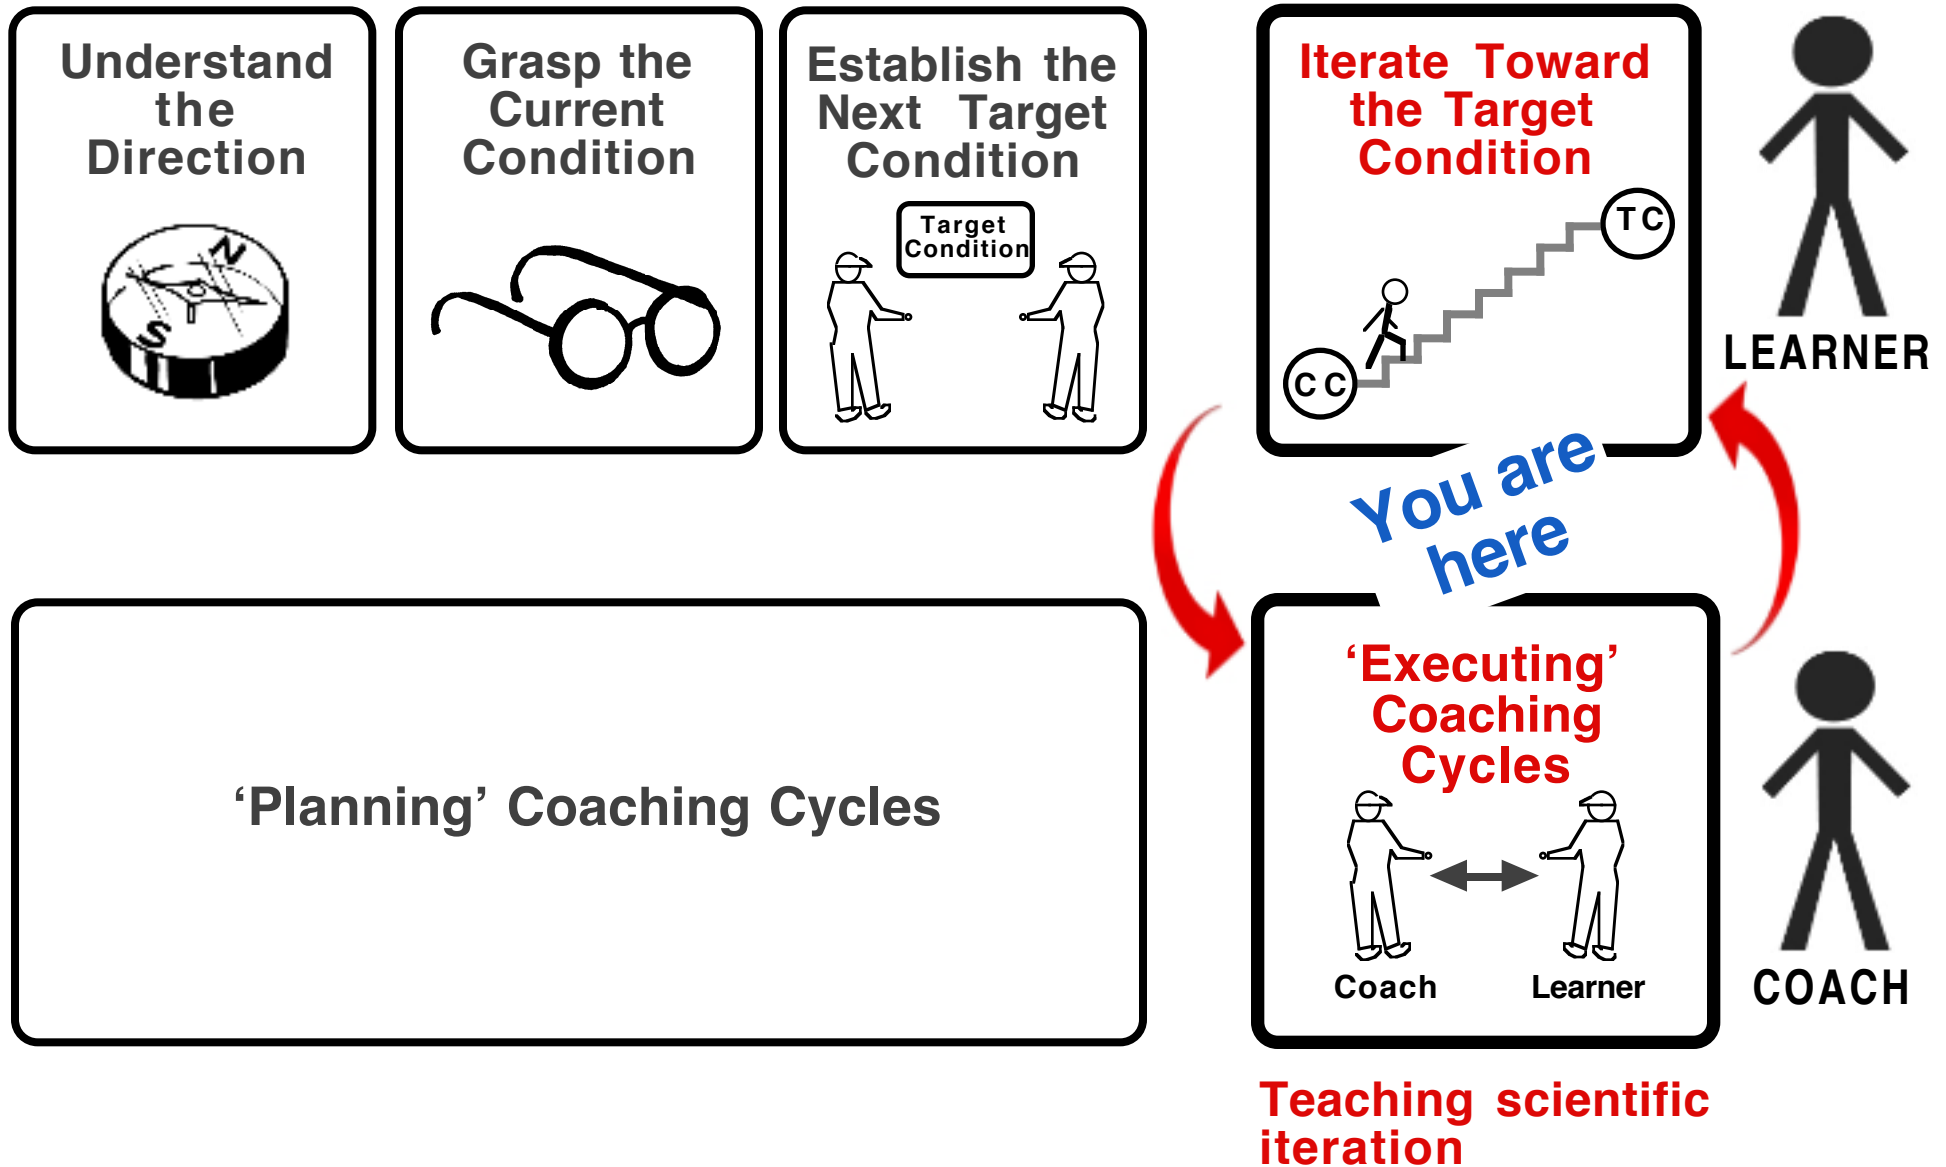 Understand
the
Direction
N
S
Grasp the
Current
Condition
Establish the
Next Target
Condition
Target
Condition
Iterate Toward
the Target
Condition
TC
CC
LEARNER
You are
here
‘Planning’ Coaching Cycles
‘Executing’
Coaching
Cycles
Coach
Learner
COACH
Teaching scientific
iteration